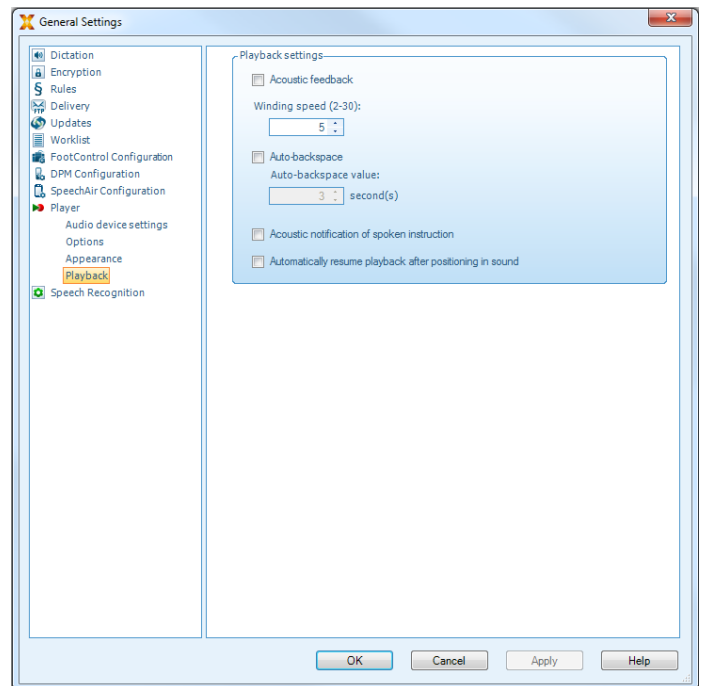 General Settings
Dictation
Encryption
Rules
Delivery
Updates
Worklist
FootControl Configuration
DPM Configuration
SpeechAir Configuration
Player
Audio device settings
Options
Appearance
Playback
Speech Recognition
Playback settings
Acoustic feedback
Winding speed (2-30):
5
Auto-backspace
Auto-backspace value:
3 second(s)
Acoustic notification of spoken instruction
Automatically resume playback after positioning in sound
OK Cancel Apply Help